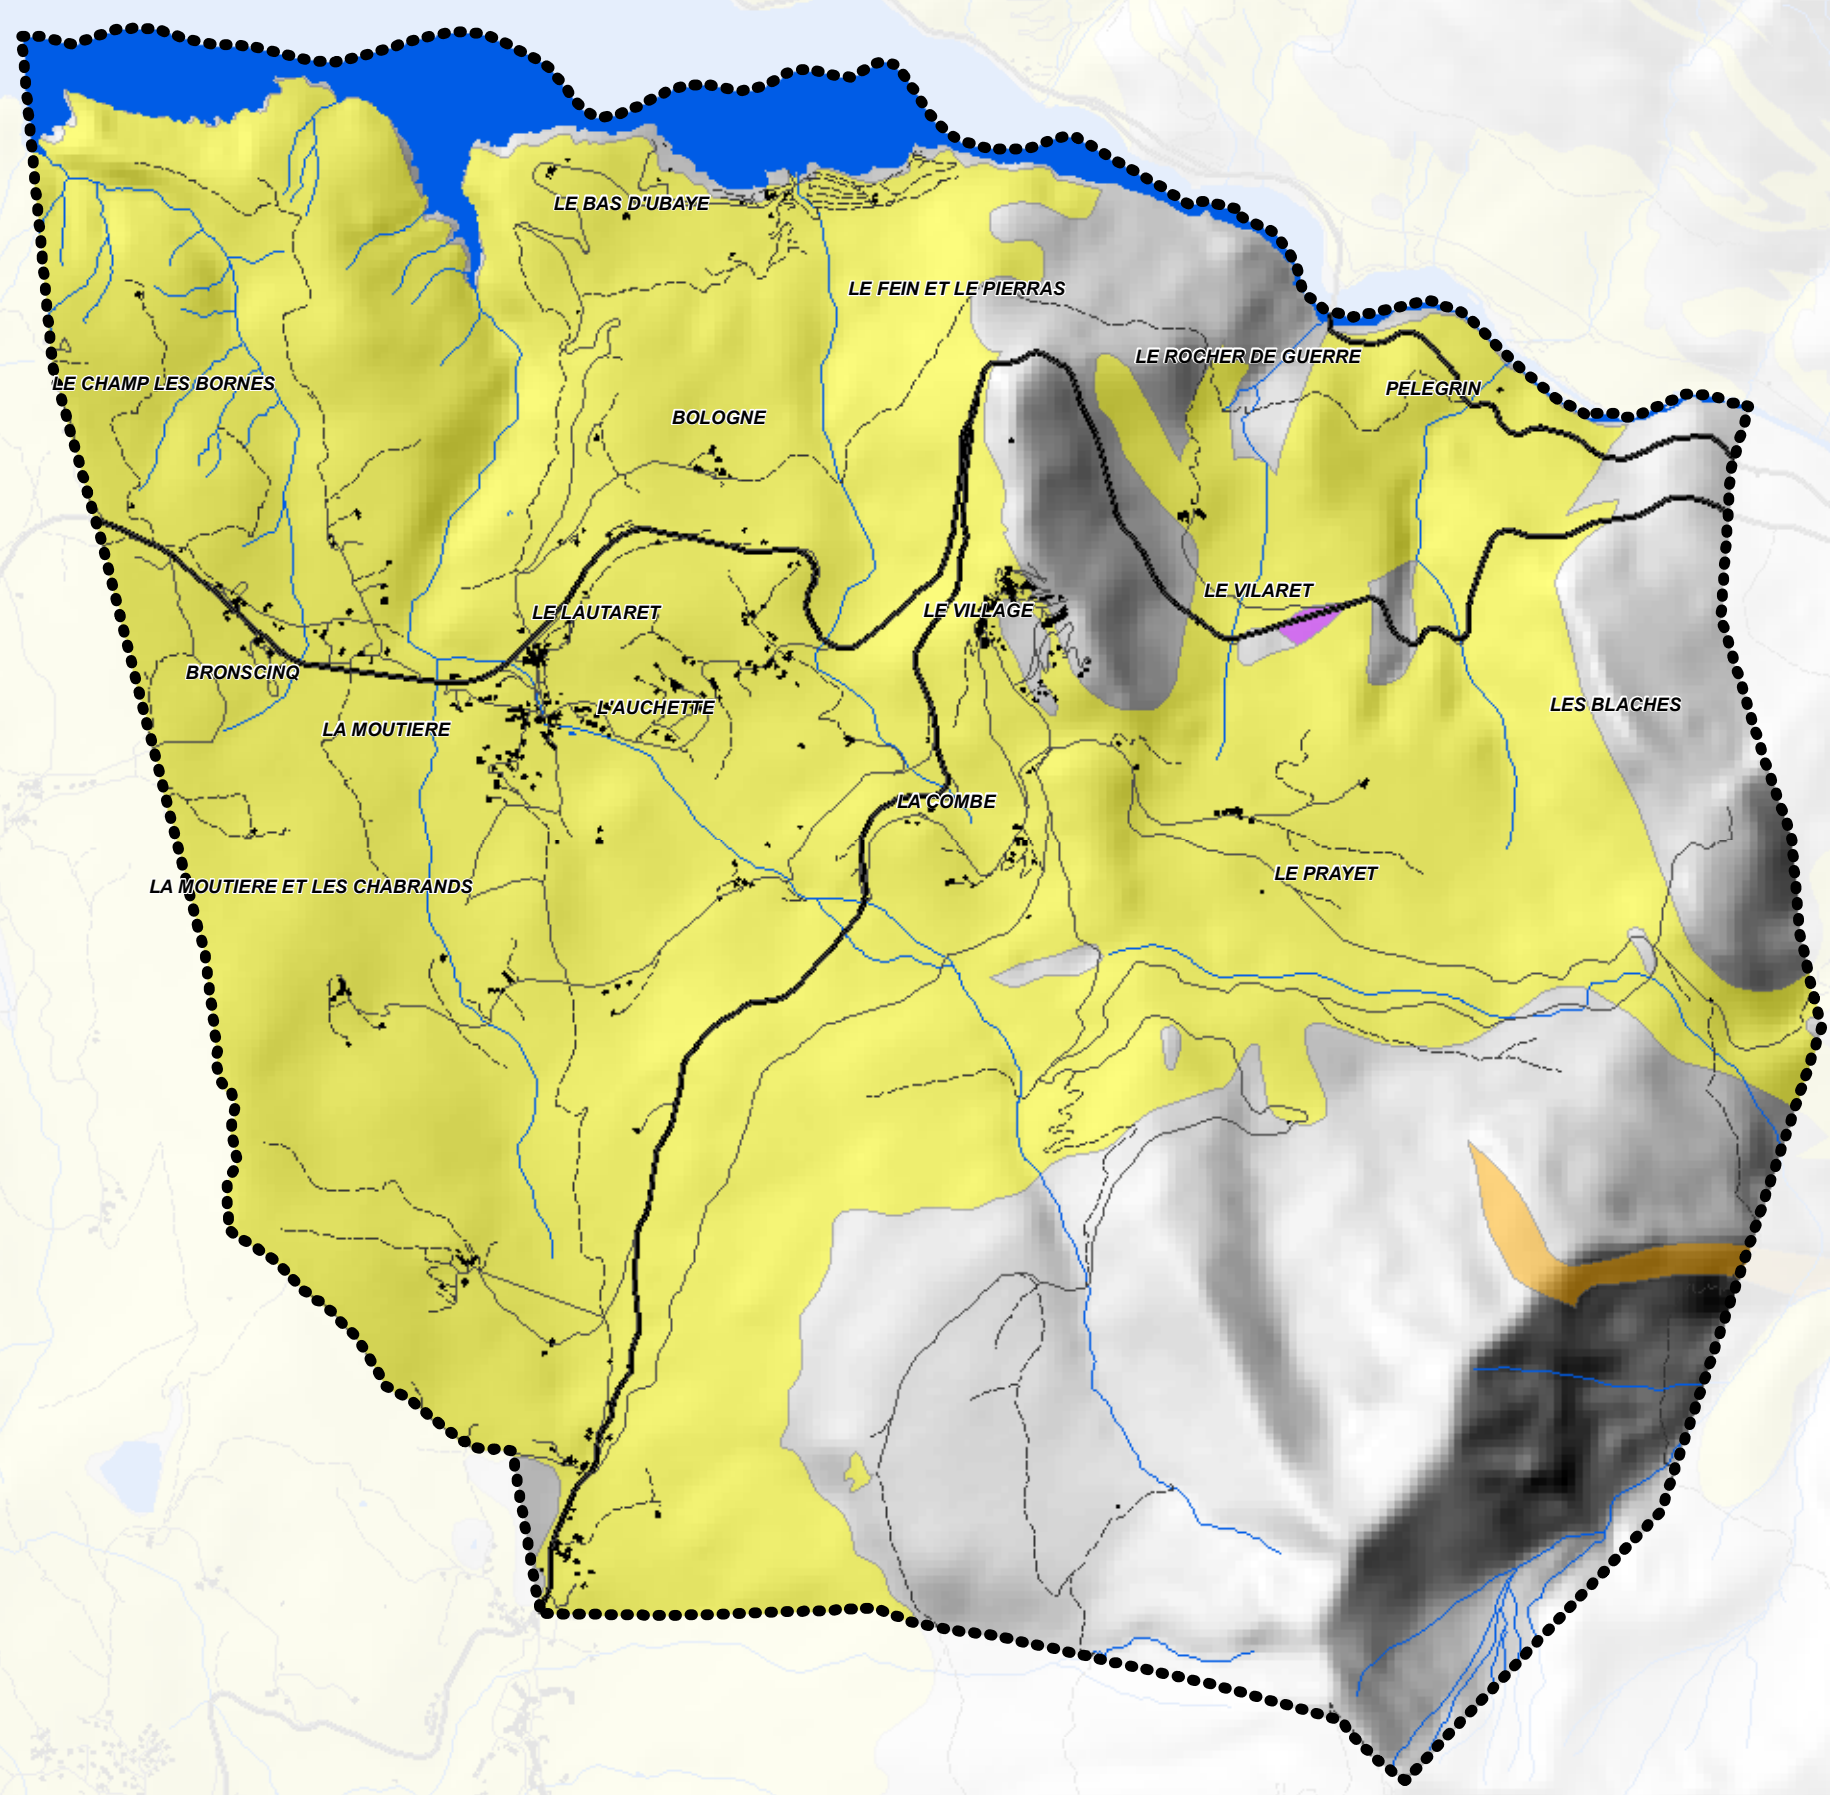 LE BAS D'UBAYE
LE FEIN ET LE PIERRAS
LE ROCHER DE GUERRE
LE CHAMP LES BORNES
PELEGRIN
BOLOGNE
LE VILARET
LE LAUTARET
LE VILLAGE
BRONSCINQ
L'AUCHETTE
LES BLACHES
LA MOUTIERE
LA COMBE
LE PRAYET
LA MOUTIERE ET LES CHABRANDS